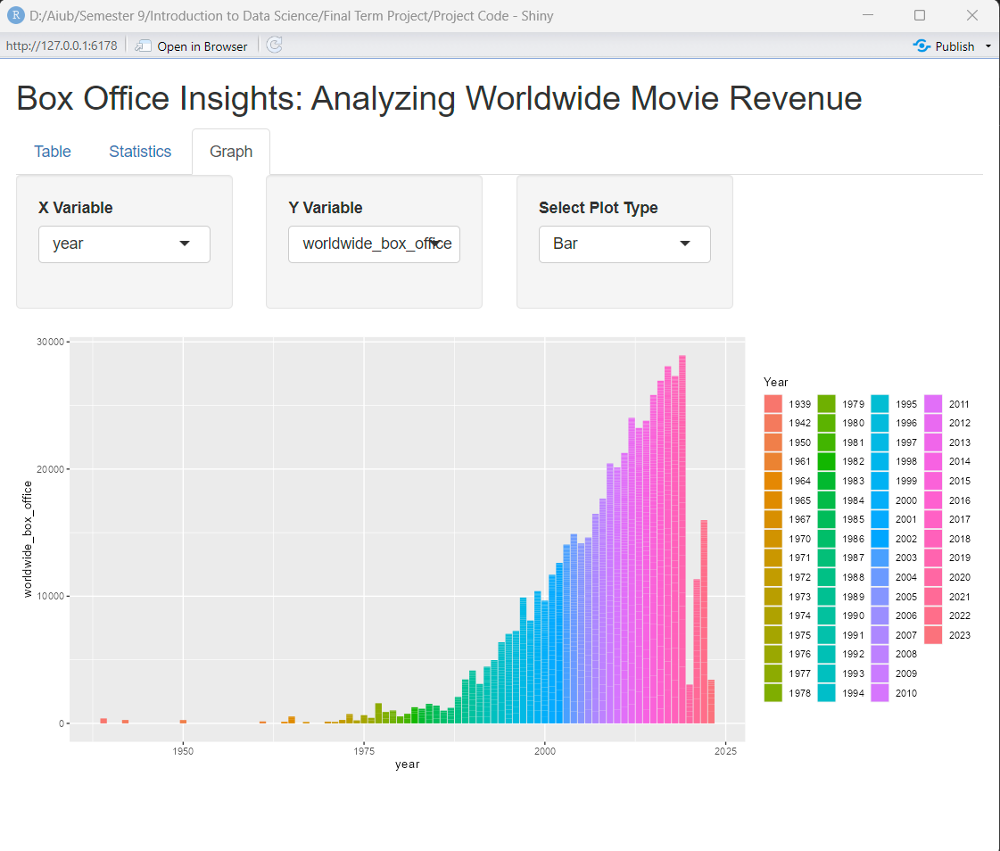 R D:/Aiub/Semester 9/Introduction to Data Science/Final Term Project/Project Code - Shiny
http://127.0.0.1:6178 Open in Browser Publish
Box Office Insights: Analyzing Worldwide Movie Revenue
Table Statistics Graph
X Variable Y Variable Select Plot Type
year worldwide_box_office Bar
30000
20000
10000
0
worldwide_box_office
1950 1975 2000 2025
year
Year
1939 1979 1995 2011
1942 1980 1996 2012
1950 1981 1997 2013
1961 1982 1998 2014
1964 1983 1999 2015
1965 1984 2000 2016
1967 1985 2001 2017
1970 1986 2002 2018
1971 1987 2003 2019
1972 1988 2004 2020
1973 1989 2005 2021
1974 1990 2006 2022
1975 1991 2007 2023
1976 1992 2008
1977 1993 2009
1978 1994 2010